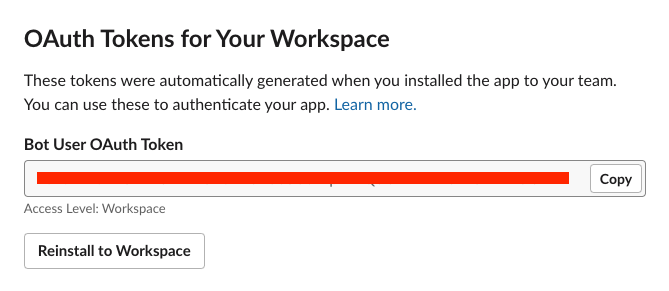 OAuth Tokens for Your Workspace
These tokens were automatically generated when you installed the app to your team.
You can use these to authenticate your app. Learn more.
Bot User OAuth Token
Copy
Access Level: Workspace
Reinstall to Workspace